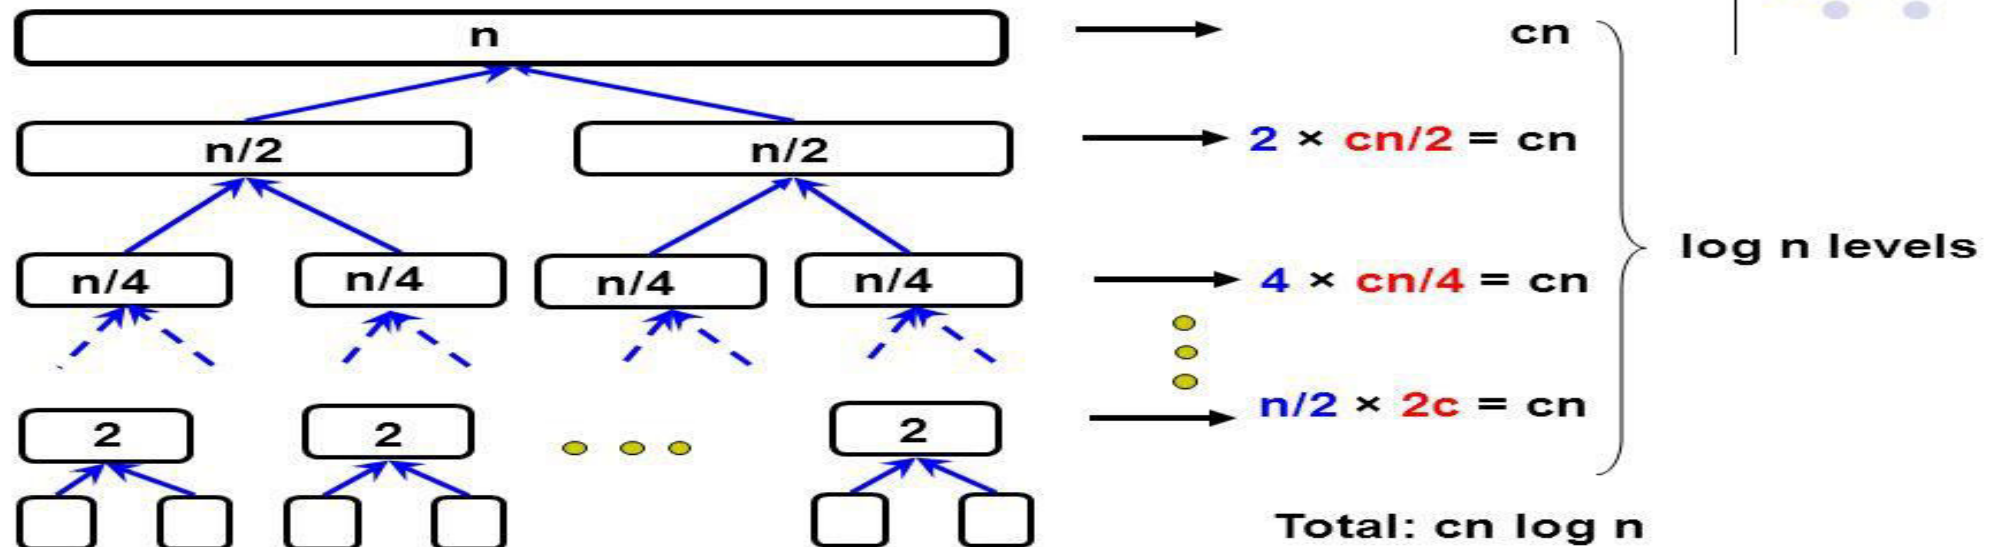 n cn
n/2 n/2 2 × cn/2 = cn
log n levels
n/4 n/4 n/4 n/4 4 × cn/4 = cn
n/2 × 2c = cn
2 2 2
Total: cn log n